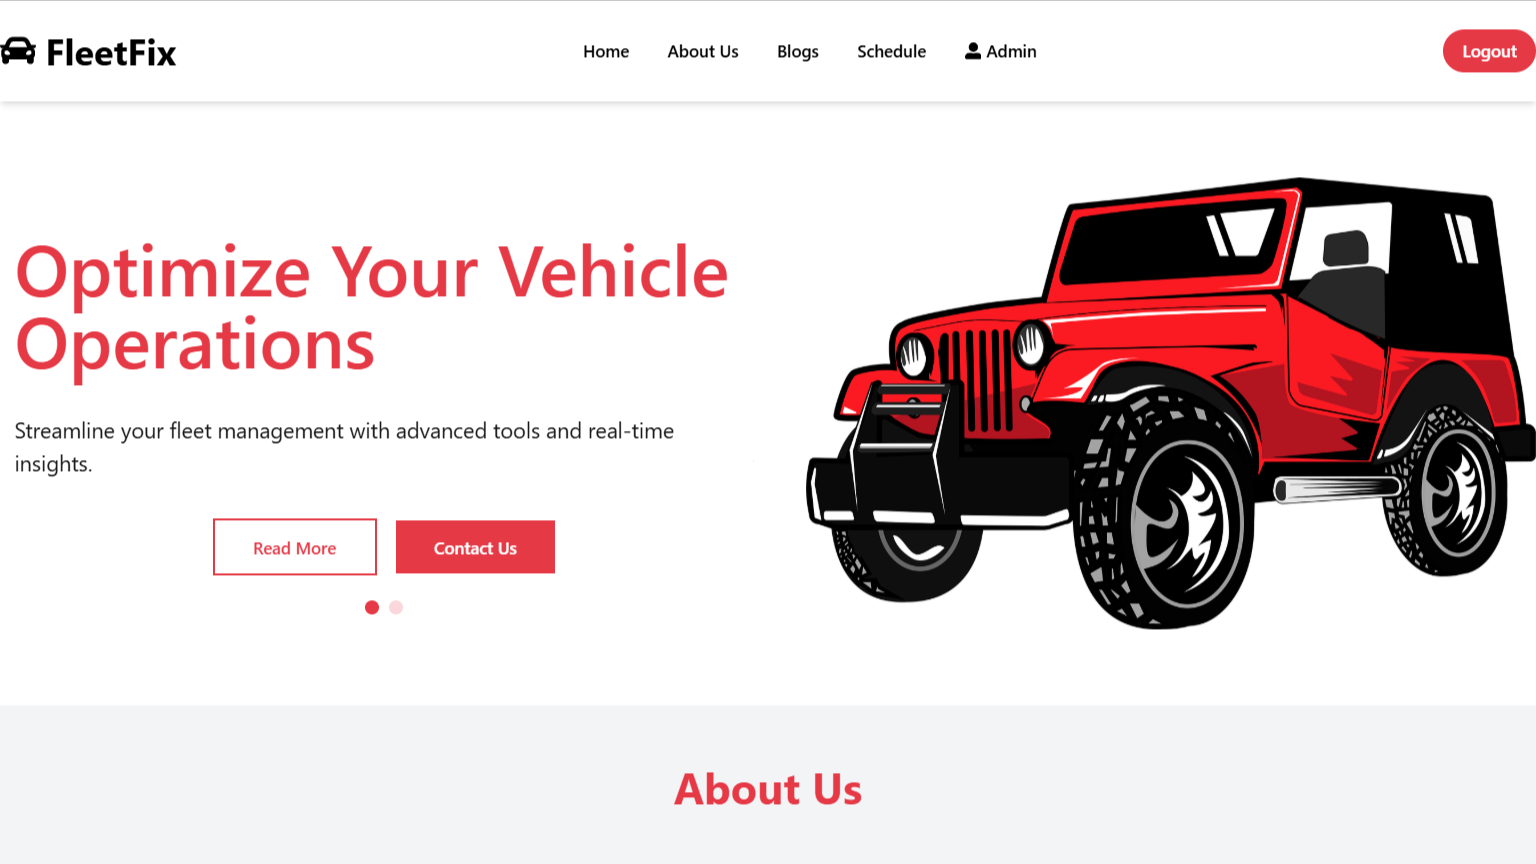 FleetFix
Home About Us Blogs Schedule Admin
Logout
Optimize Your Vehicle
Operations
Streamline your fleet management with advanced tools and real-time
insights.
Read More Contact Us
About Us